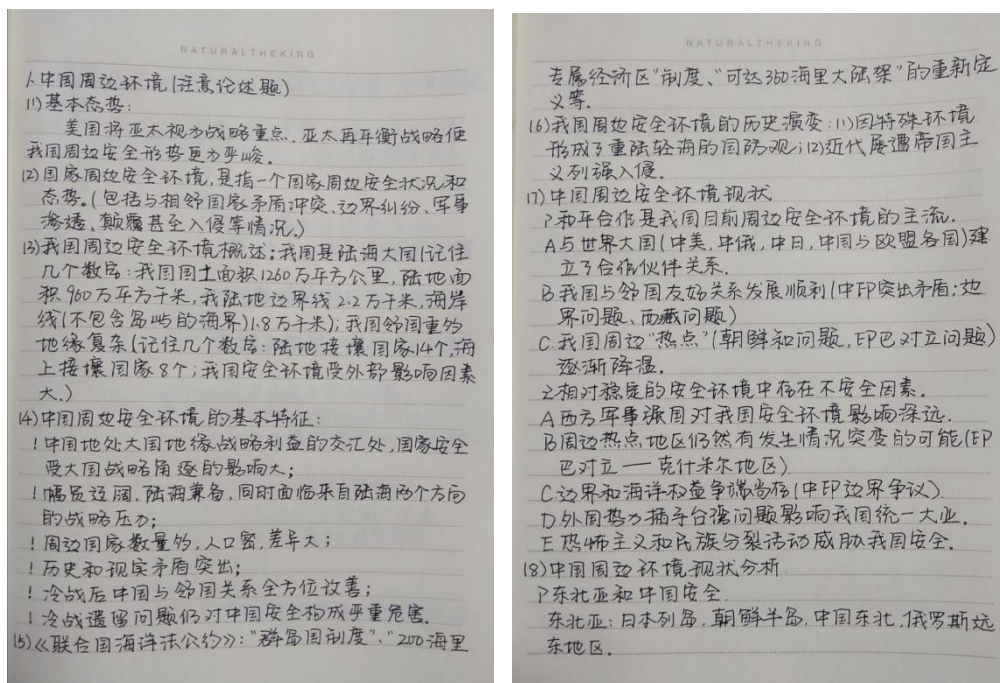 NATURALTHEKING
1、中国周边环境(注意论述题)
(1)基本态势:
美国将亚太视为战略重点,亚太再平衡战略使
我国周边安全形势更为严峻.
(2)国家周边安全环境,是指一个国家周边安全状况和
态势。(包括与相邻国家矛盾冲突、边界纠纷、军事
渗透、颠覆甚至入侵等情况。)
(3)我国周边安全环境概述:我国是陆海大国(记住
几个数字:我国国土面积1260万平方公里,陆地面
积960万平方千米,我陆地边界线2.2万千米,海岸
线(不包含岛屿的海界)1.8万千米);我国邻国重多
地缘复杂(记住几个数字:陆地接壤国家14个,海
上接壤国家8个;我国安全环境受外部影响因素
大。)
(4)中国周边安全环境的基本特征:
! 中国地处大国地缘战略利益的交汇处,国家安全
受大国战略角逐的影响大;
! 幅员辽阔,陆海兼备,同时面临来自陆海两个方向
的战略压力;
! 周边国家数量多,人口密,差异大;
! 历史和现实矛盾突出;
! 冷战后中国与邻国关系全方位改善;
! 冷战遗留问题仍对中国安全构成严重危害.
(5)《联合国海洋法公约》:"群岛国制度"、"200海里
NATURALTHEKING
专属经济区"制度、"可达350海里大陆架"的重新定
义等.
(6)我国周边安全环境的历史演变:(1)因特殊环境
形成了重陆轻海的国防观;(2)近代屡遭帝国主
义列强入侵.
(7)中国周边安全环境现状
1>和平合作是我国目前周边安全环境的主流.
A与世界大国(中美,中俄,中日,中国与欧盟各国)建
立了合作伙伴关系.
B.我国与邻国友好关系发展顺利(中印突出矛盾:边
界问题、西藏问题)
C.我国周边"热点"(朝鲜和问题,印巴对立问题)
逐渐降温.
2>相对稳定的安全环境中存在不安全因素.
A西方军事强国对我国安全环境影响深远.
B周边热点地区仍然有发生情况突变的可能(印
巴对立——克什米尔地区)
C.边界和海洋权益争端尚存(中印边界争议).
D外国势力插手台湾问题影响我国统一大业.
E恐怖主义和民族分裂活动威胁我国安全.
(8)中国周边环境现状分析.
1>东北亚和中国安全.
东北亚:日本列岛,朝鲜半岛,中国东北,俄罗斯远
东地区.